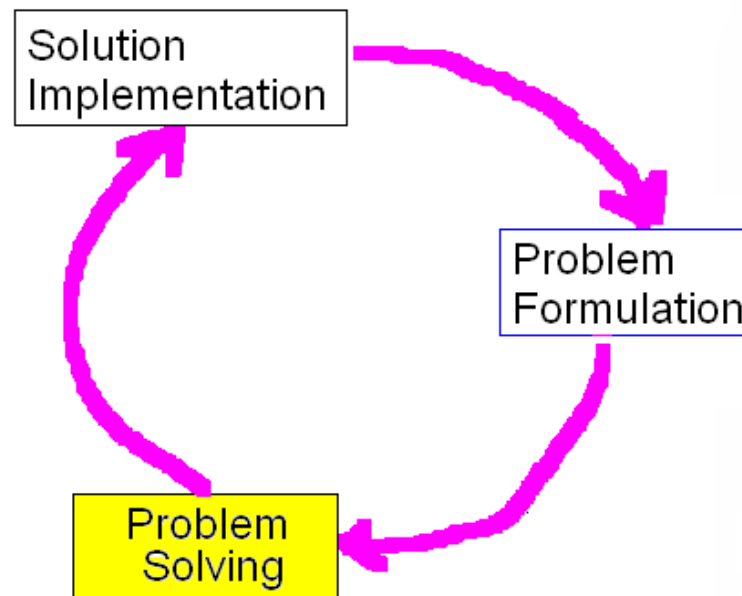 Solution
Implementation
Problem
Formulation
Problem
Solving